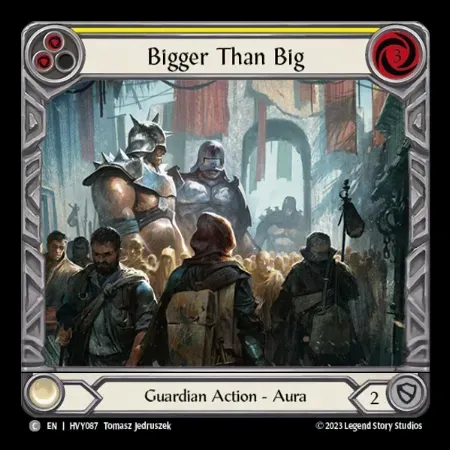 Bigger Than Big
3
Guardian Action - Aura
2
C EN | HVY087 Tomasz Jedruszek
© 2023 Legend Story Studios